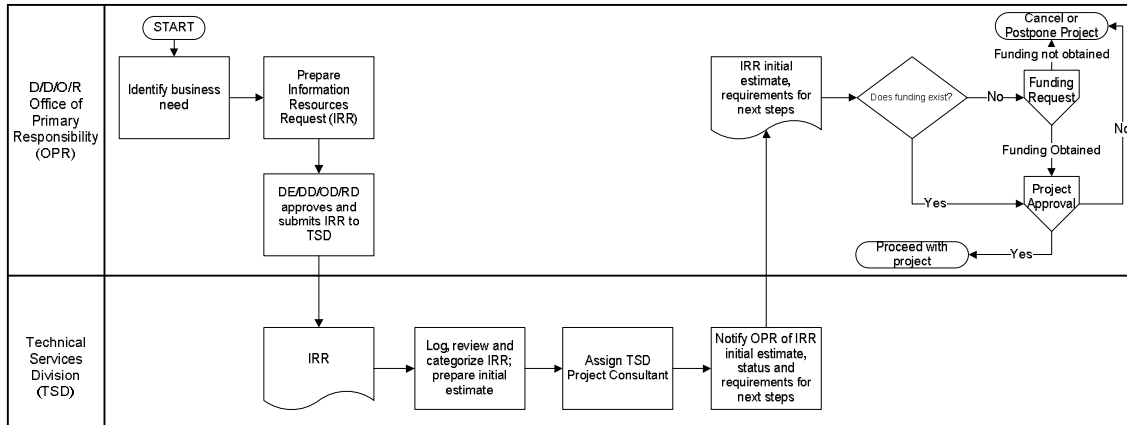 D/D/O/R
Office of
Primary
Responsibility
(OPR)
START
Identify business
need
Prepare
Information
Resources
Request (IRR)
DE/DD/OD/RD
approves and
submits IRR to
TSD
IRR initial
estimate,
requirements for
next steps
Does funding exist?
No
Yes
Cancel or
Postpone Project
Funding not obtained
Funding
Request
Funding Obtained
No
Project
Approval
Yes
Proceed with
project
Technical
Services
Division
(TSD)
IRR
Log, review and
categorize IRR;
prepare initial
estimate
Assign TSD
Project Consultant
Notify OPR of IRR
initial estimate,
status and
requirements for
next steps